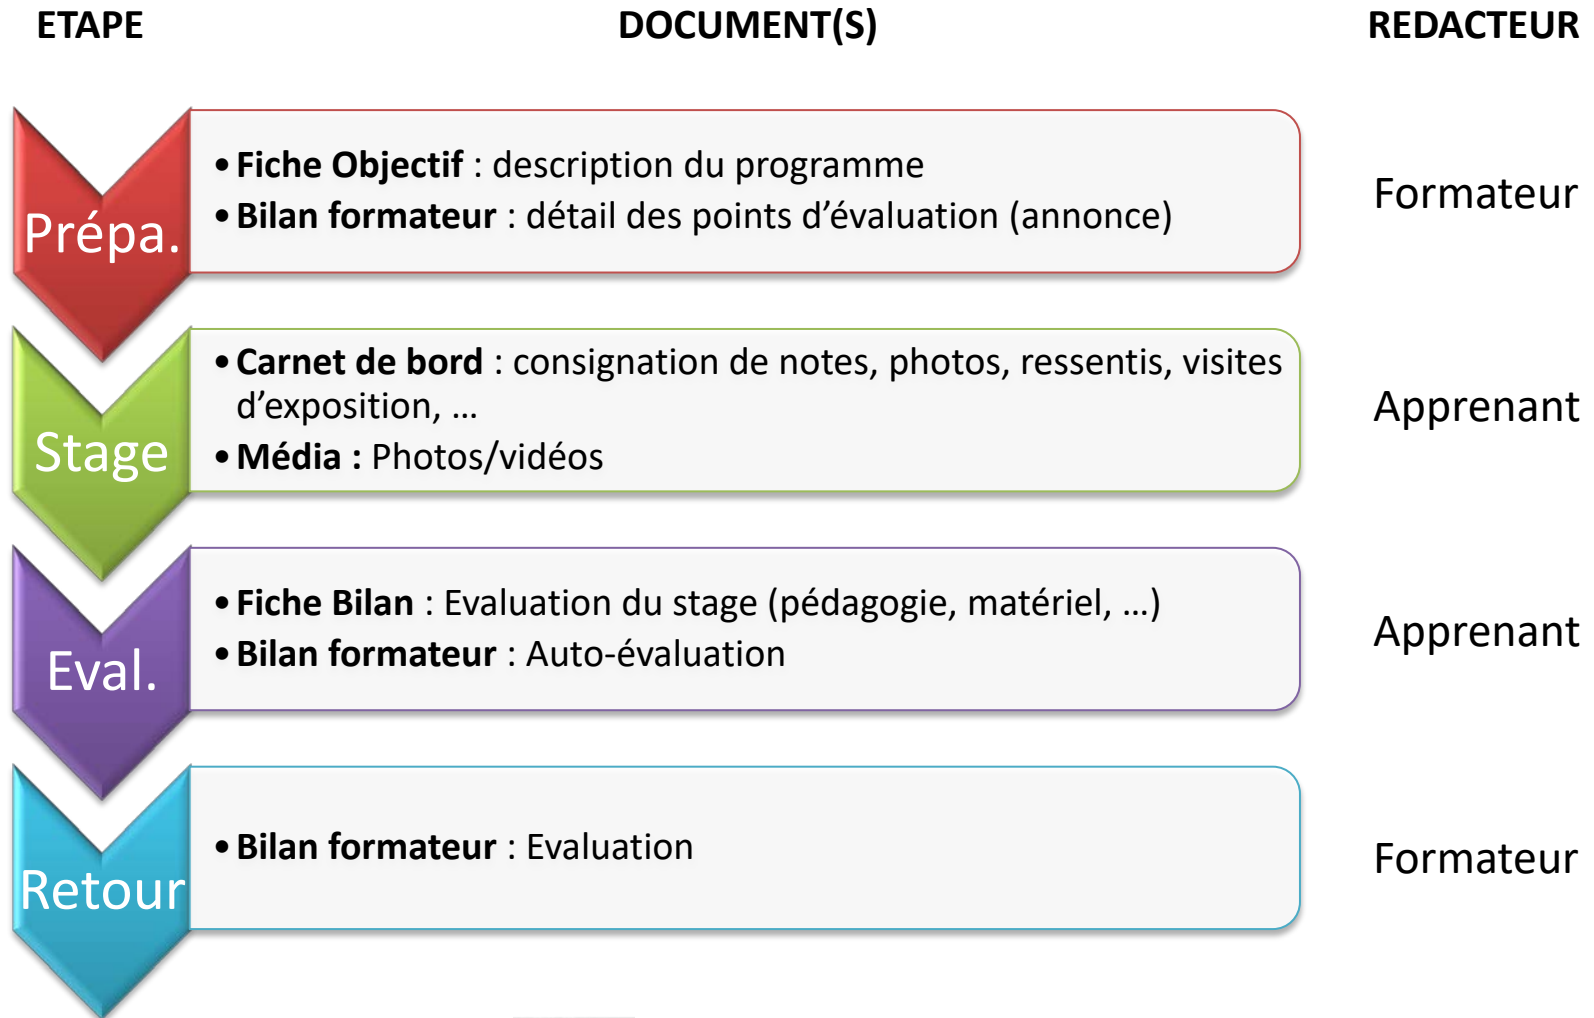 ETAPE DOCUMENT(S) REDACTEUR
Prépa.
• Fiche Objectif : description du programme
• Bilan formateur : détail des points d’évaluation (annonce)
Formateur
Stage
• Carnet de bord : consignation de notes, photos, ressentis, visites
d’exposition, …
• Média : Photos/vidéos
Apprenant
Eval.
• Fiche Bilan : Evaluation du stage (pédagogie, matériel, …)
• Bilan formateur : Auto-évaluation
Apprenant
Retour
• Bilan formateur : Evaluation
Formateur